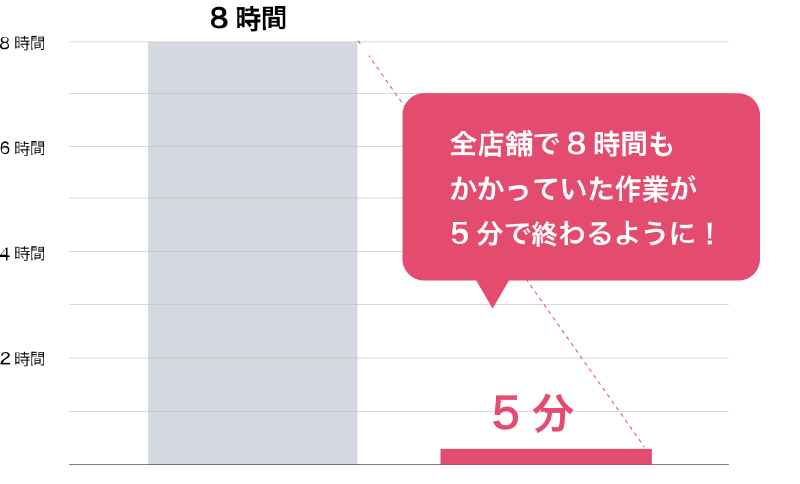 8 時間
8 時間
6 時間
4 時間
2 時間
全店舗で 8 時間も
かかっていた作業が
5 分で終わるように！
5 分